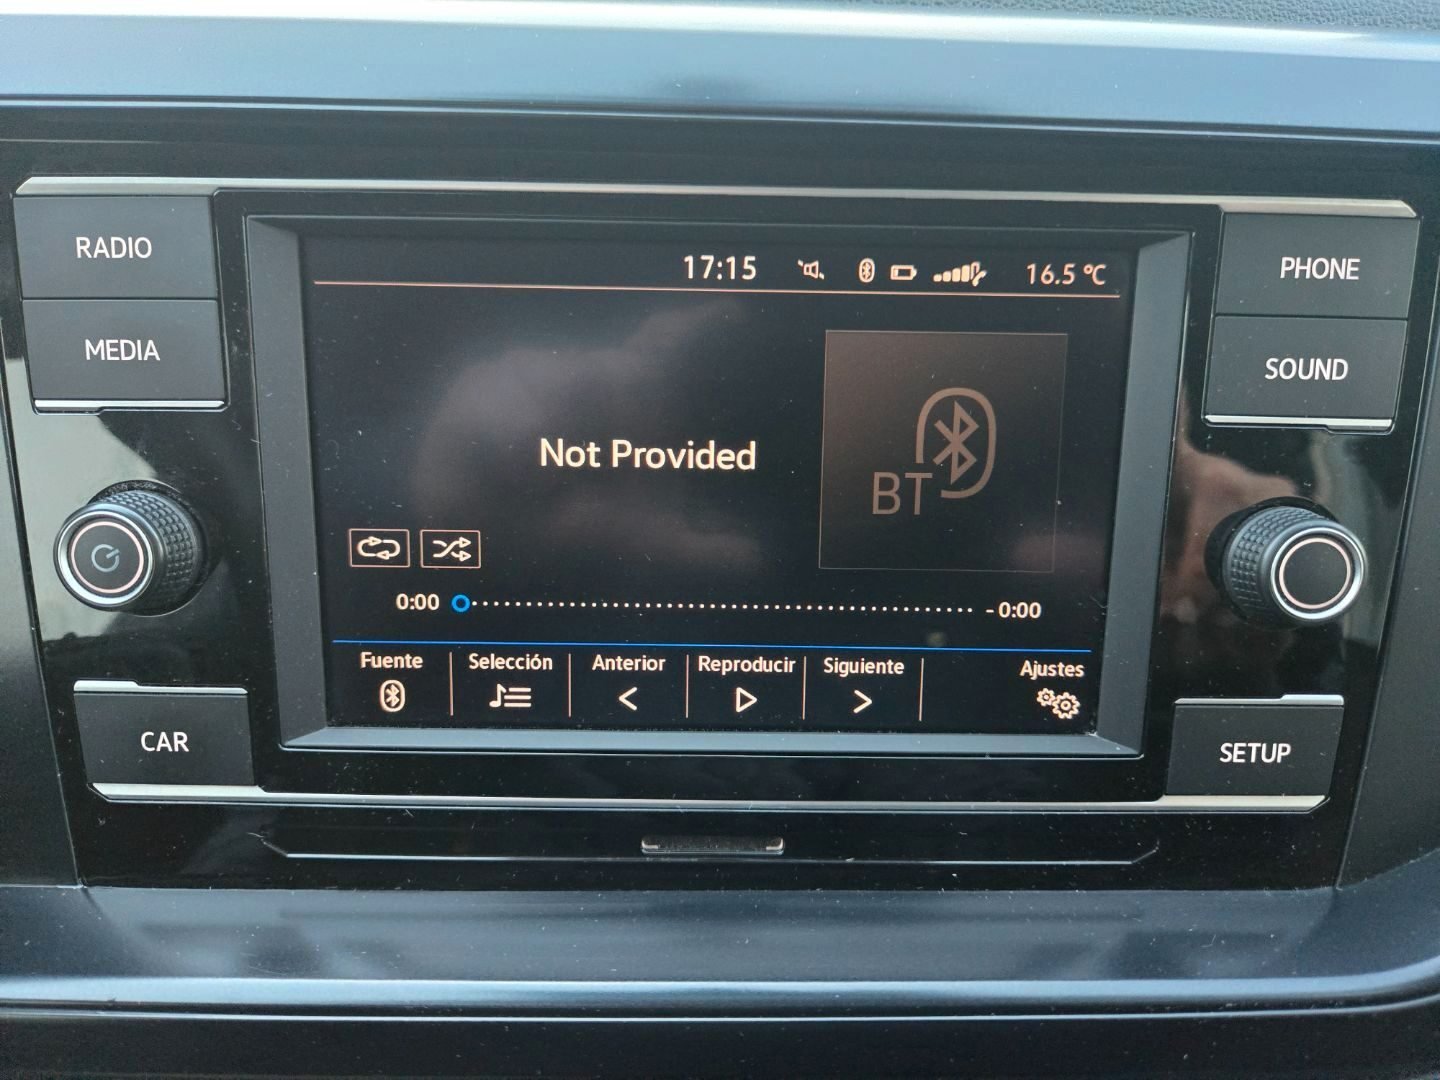 RADIO
MEDIA
CAR
17:15
16.5 °C
Not Provided
BT
0:00
-0:00
Fuente
Selección
Anterior
Reproducir
Siguiente
Ajustes
PHONE
SOUND
SETUP